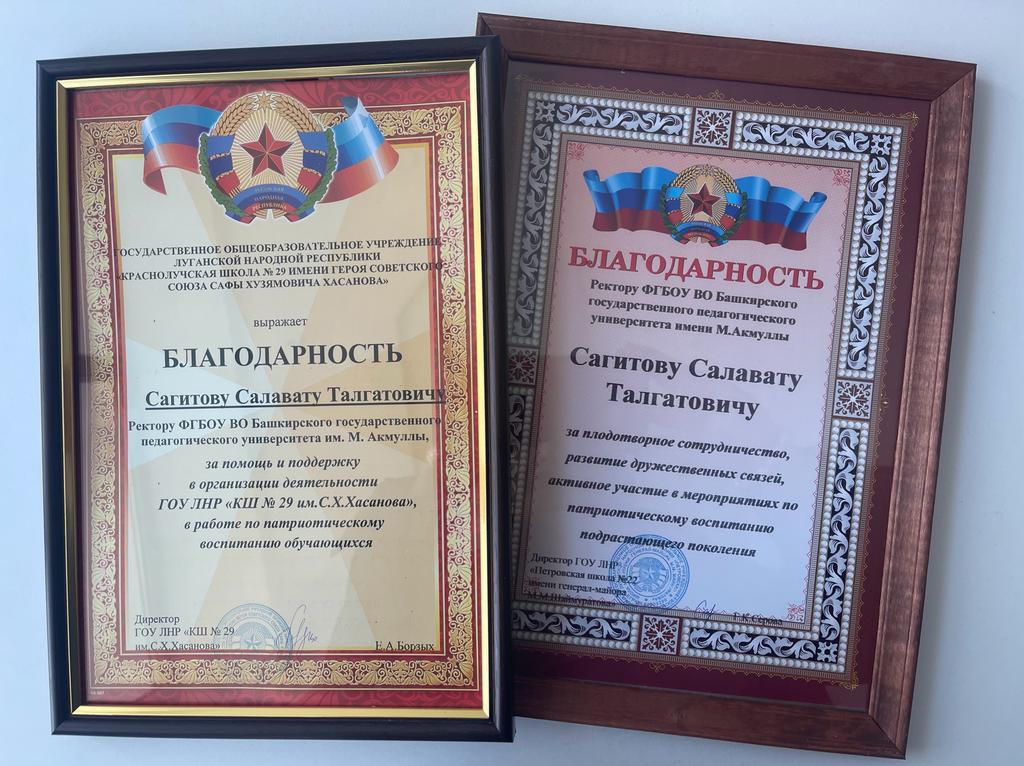 ЛУГАНСКАЯ
НАРОДНАЯ
РЕСПУБЛИКА
ГОСУДАРСТВЕННОЕ ОБЩЕОБРАЗОВАТЕЛЬНОЕ УЧРЕЖДЕНИЕ
ЛУГАНСКОЙ НАРОДНОЙ РЕСПУБЛИКИ
«КРАСНОЛУЧСКАЯ ШКОЛА № 29 ИМЕНИ ГЕРОЯ СОВЕТСКОГО
СОЮЗА САФЫ ХУЗЯМОВИЧА ХАСАНОВА»
выражает
БЛАГОДАРНОСТЬ
Сагитову Салавату Талгатовичу
Ректору ФГБОУ ВО Башкирского государственного
педагогического университета им. М. Акмуллы,
за помощь и поддержку
в организации деятельности
ГОУ ЛНР «КШ № 29 им.С.Х.Хасанова»,
в работе по патриотическому
воспитанию обучающихся
Директор
ГОУ ЛНР «КШ № 29
им.С.Х.Хасанова»
Е.А.Борзых
БЛАГОДАРНОСТЬ
Ректору ФГБОУ ВО Башкирского
государственного педагогического
университета имени М.Акмуллы
Сагитову Салавату
Талгатовичу
за плодотворное сотрудничество,
развитие дружественных связей,
активное участие в мероприятиях по
патриотическому воспитанию
подрастающего поколения
Директор ГОУ ЛНР
«Петровская школа №22
имени генерал-майора
М.М.Шаймуратова»